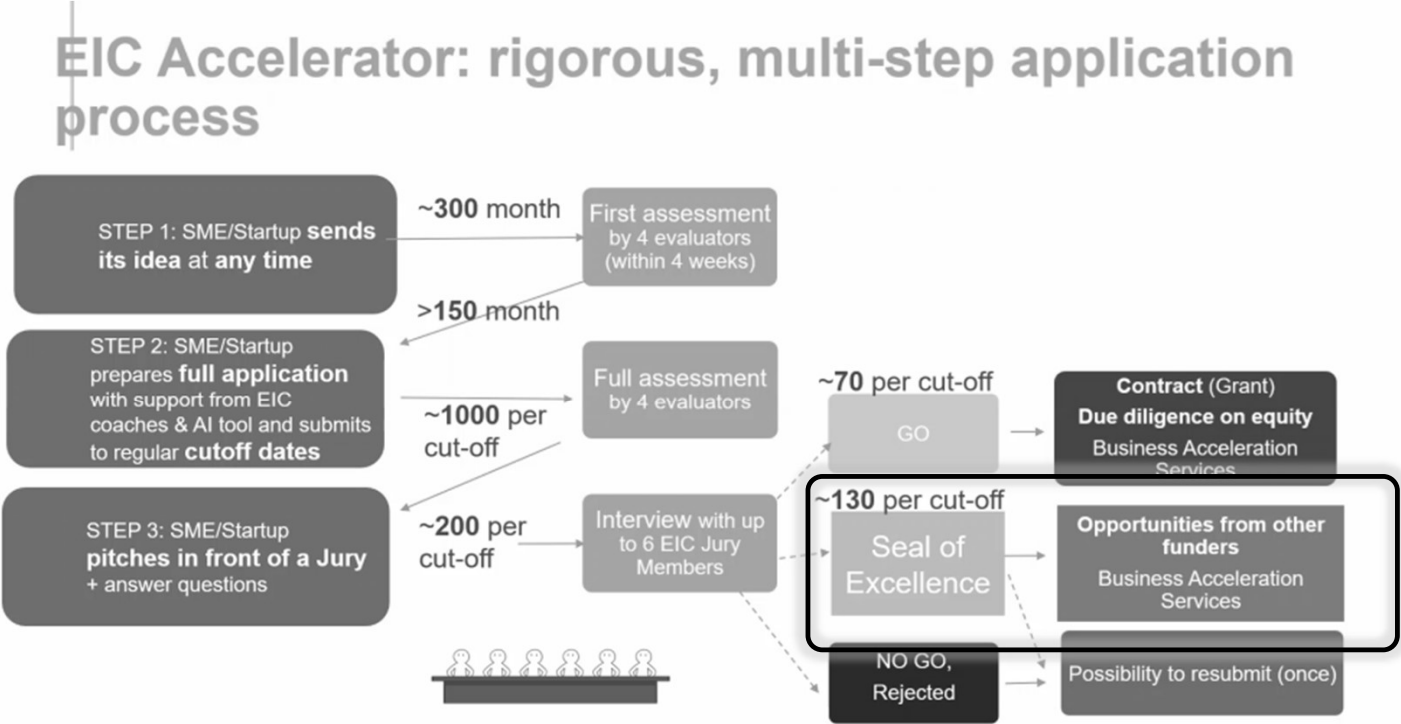 EIC Accelerator: rigorous, multi-step application
process
STEP 1: SME/Startup sends
its idea at any time
~300 month
First assessment
by 4 evaluators
(within 4 weeks)
>150 month
STEP 2: SME/Startup
prepares full application
with support from EIC
coaches & AI tool and submits
to regular cutoff dates
~1000 per
cut-off
Full assessment
by 4 evaluators
~70 per cut-off
GO
Contract (Grant)
Due diligence on equity
Business Acceleration
Services
STEP 3: SME/Startup
pitches in front of a Jury
+ answer questions
~200 per
cut-off
Interview with up
to 6 EIC Jury
Members
~130 per cut-off
Seal of
Excellence
Opportunities from other
funders
Business Acceleration
Services
NO GO,
Rejected
Possibility to resubmit (once)